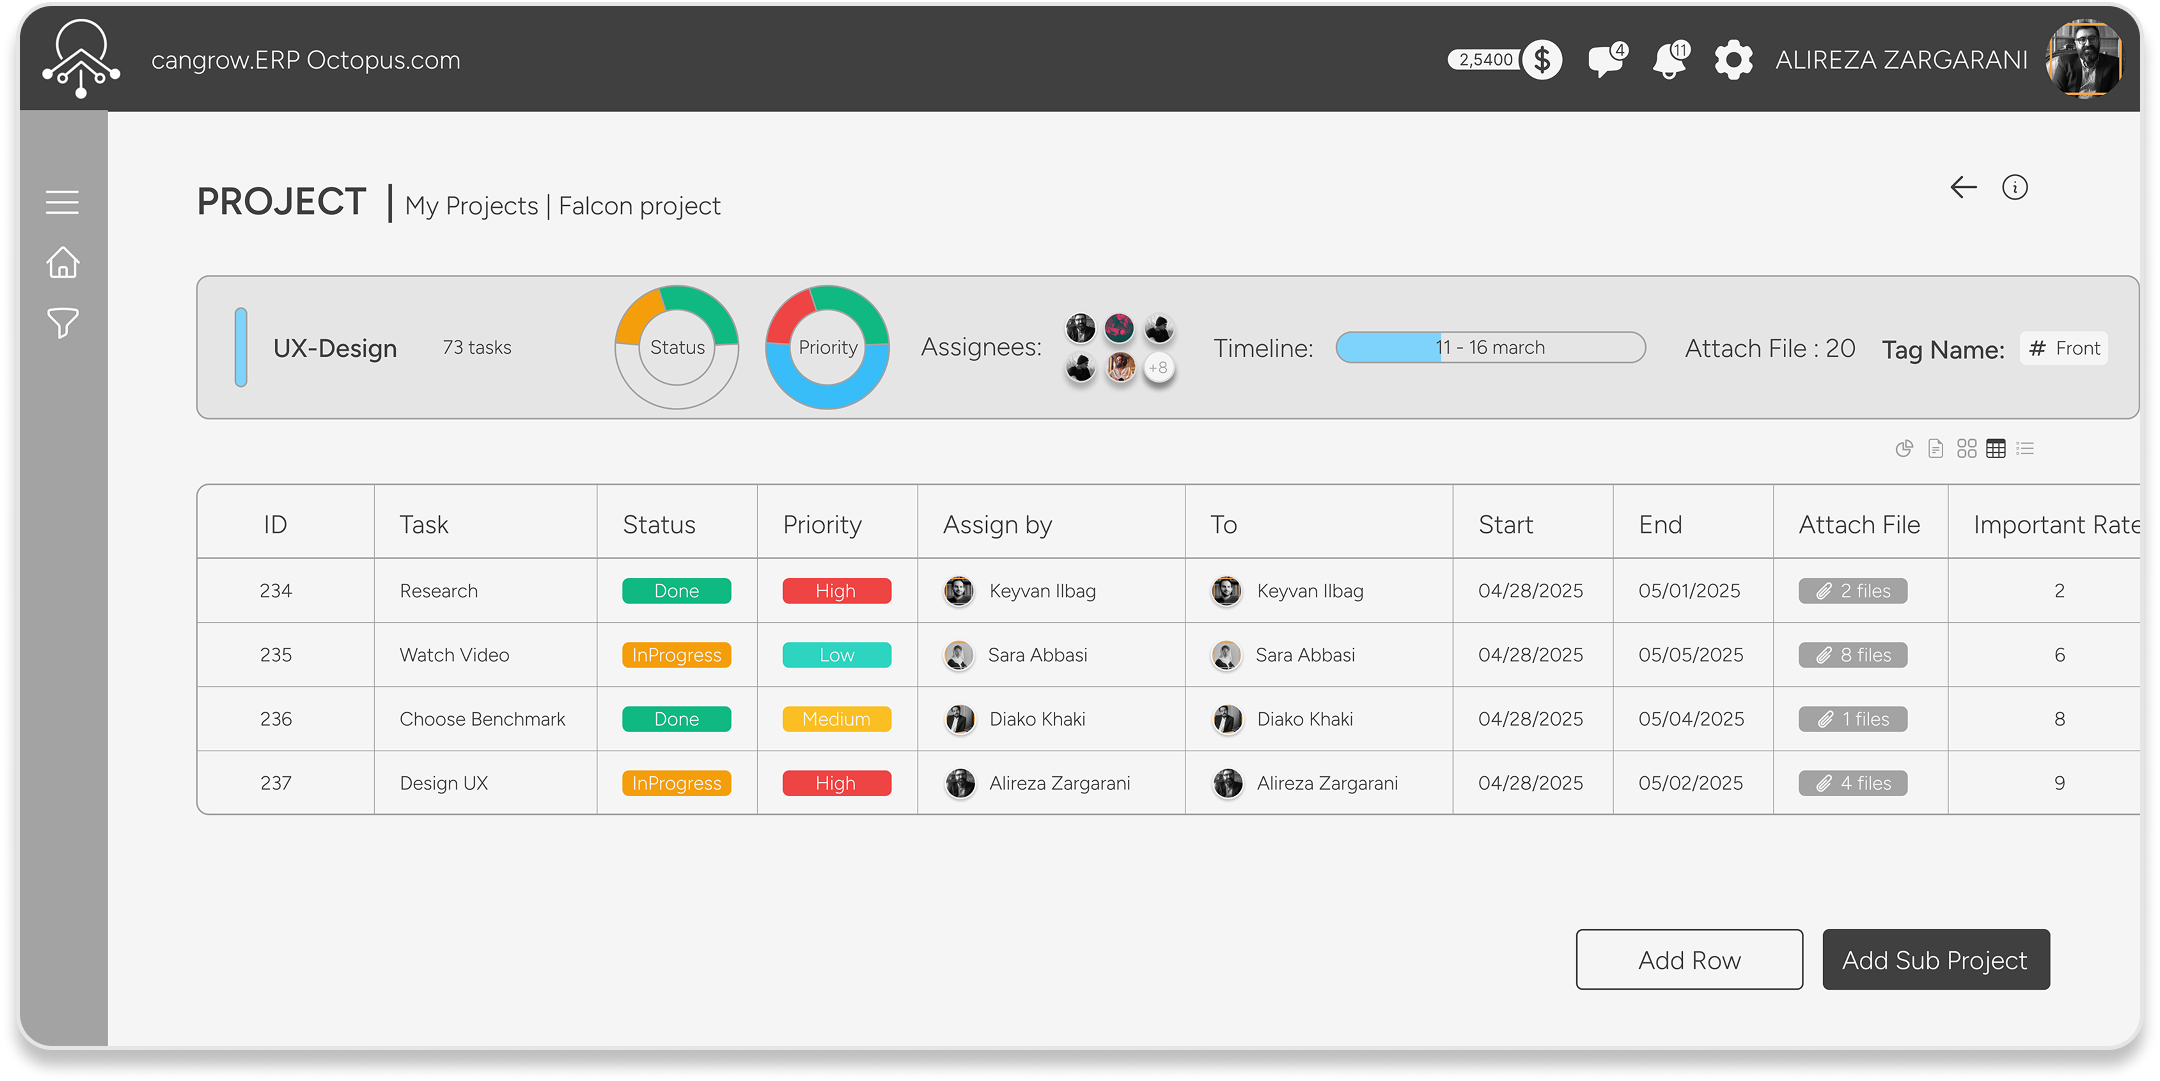 cangrow.ERP Octopus.com
2,5400 $ 4 11 ALIREZA ZARGARANI
PROJECT | My Projects | Falcon project
UX-Design 73 tasks Status Priority Assignees: +8 Timeline: 11 - 16 march Attach File : 20 Tag Name: # Front
ID Task Status Priority Assign by To Start End Attach File Important Rate
234 Research Done High Keyvan Ilbag Keyvan Ilbag 04/28/2025 05/01/2025 2 files 2
235 Watch Video InProgress Low Sara Abbasi Sara Abbasi 04/28/2025 05/05/2025 8 files 6
236 Choose Benchmark Done Medium Diako Khaki Diako Khaki 04/28/2025 05/04/2025 1 files 8
237 Design UX InProgress High Alireza Zargarani Alireza Zargarani 04/28/2025 05/02/2025 4 files 9
Add Row Add Sub Project